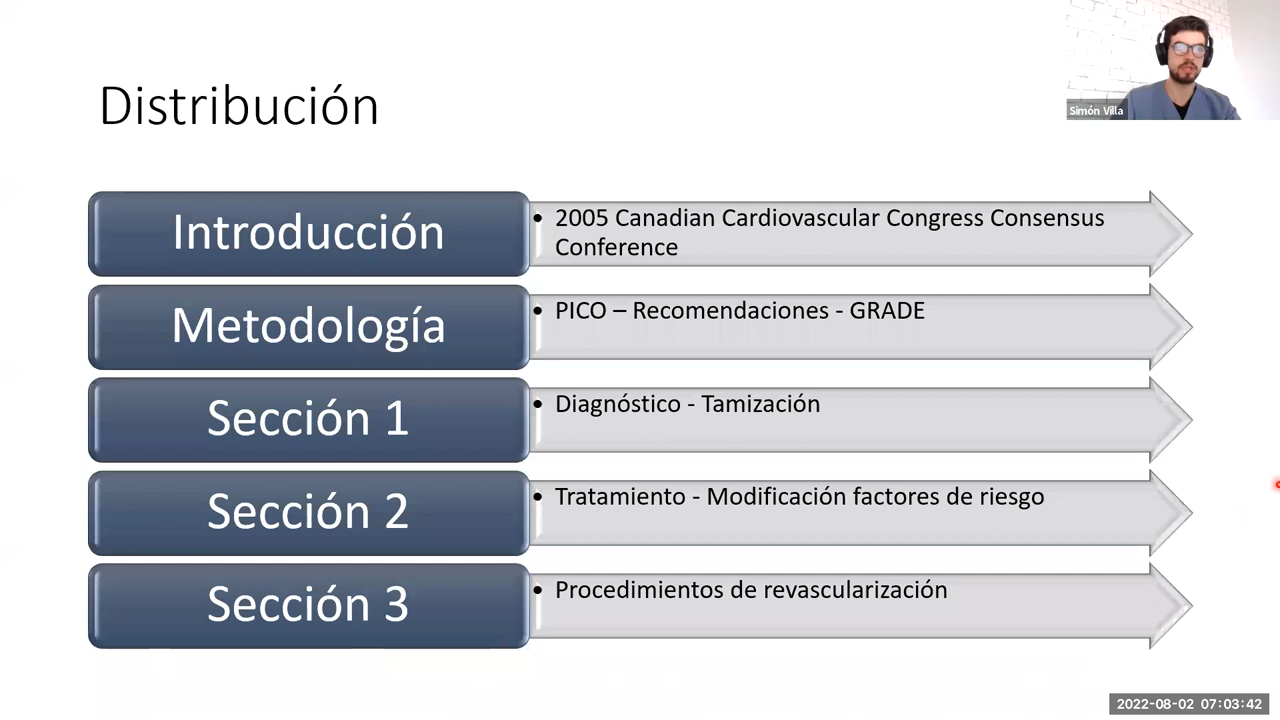 Distribución
Simón Villa
Introducción
• 2005 Canadian Cardiovascular Congress Consensus
Conference
Metodología
• PICO – Recomendaciones - GRADE
Sección 1
• Diagnóstico - Tamización
Sección 2
• Tratamiento - Modificación factores de riesgo
Sección 3
• Procedimientos de revascularización
2022-08-02 07:03:42